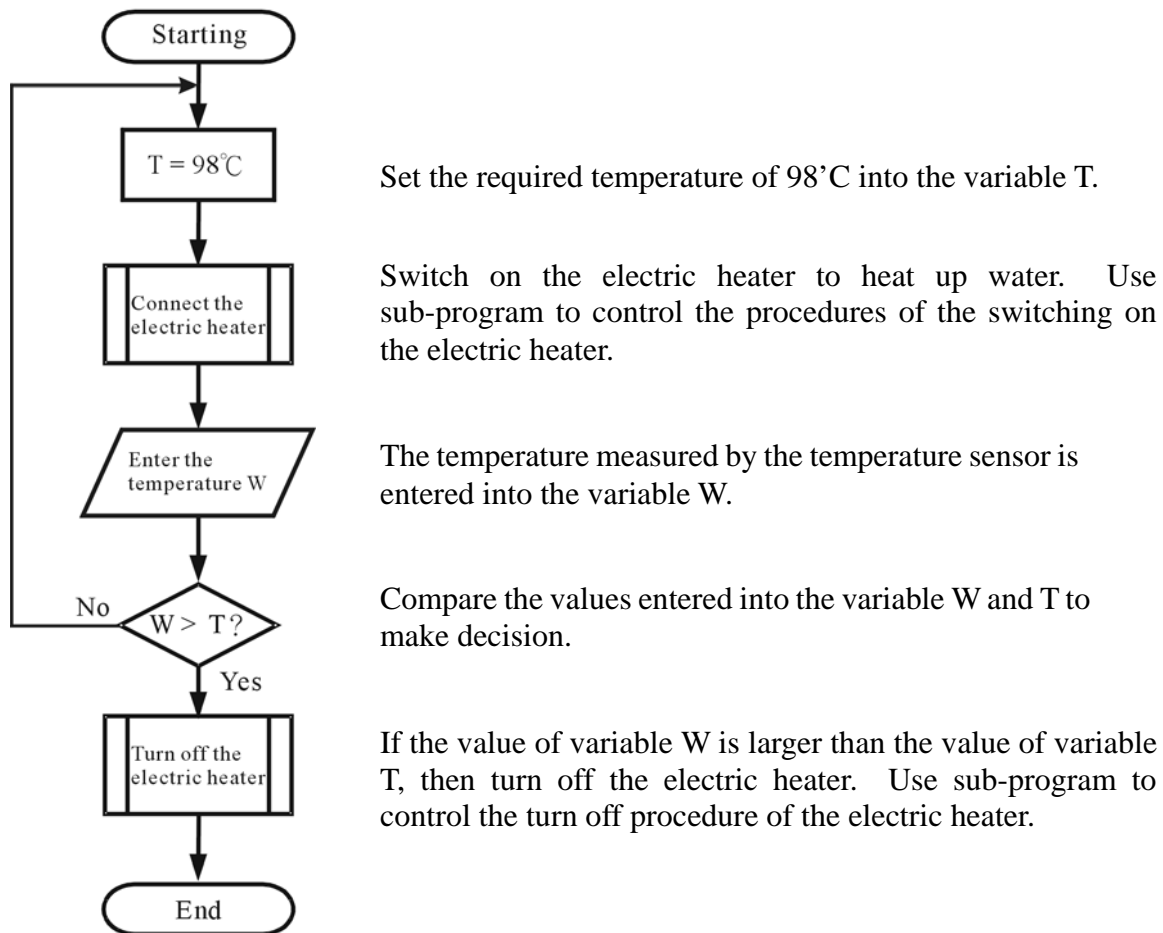 Starting
T = 98℃
Set the required temperature of 98’C into the variable T.
Connect the
electric heater
Switch on the electric heater to heat up water. Use
sub-program to control the procedures of the switching on
the electric heater.
Enter the
temperature W
The temperature measured by the temperature sensor is
entered into the variable W.
No
W > T?
Compare the values entered into the variable W and T to
make decision.
Yes
Turn off the
electric heater
If the value of variable W is larger than the value of variable
T, then turn off the electric heater. Use sub-program to
control the turn off procedure of the electric heater.
End